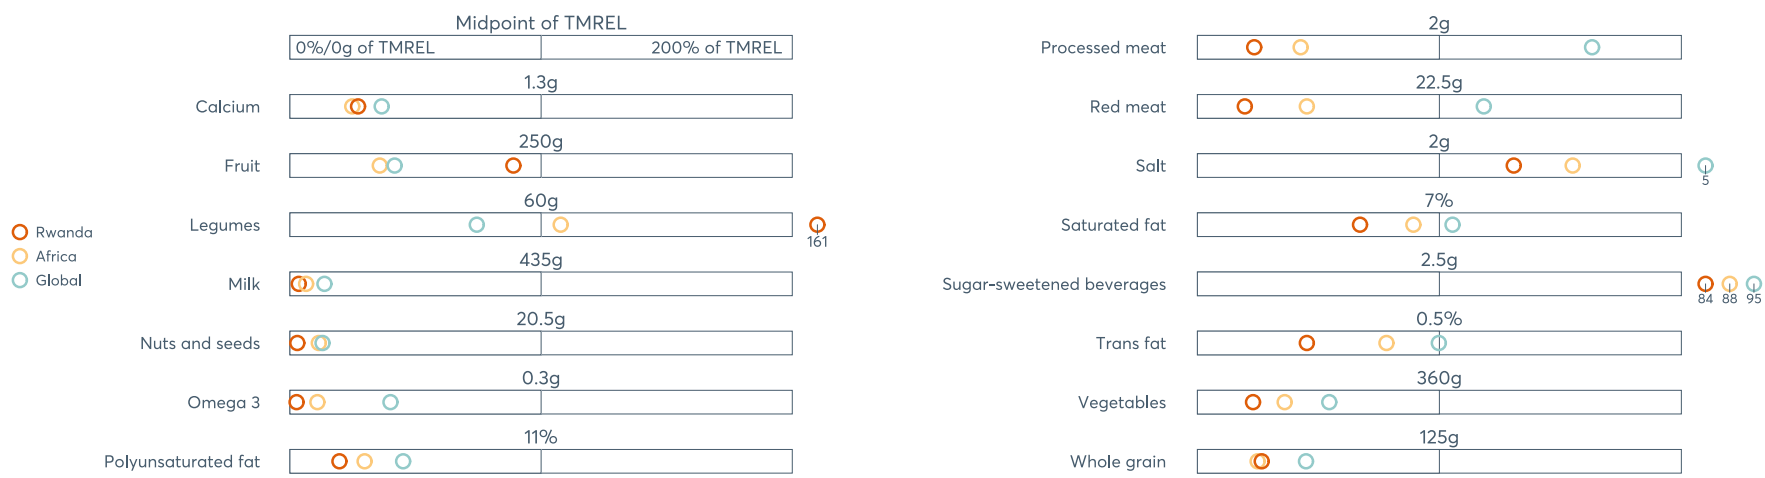 Midpoint of TMREL
0%/0g of TMREL 200% of TMREL
1.3g
Calcium
250g
Fruit
60g
Legumes
161
435g
Milk
20.5g
Nuts and seeds
0.3g
Omega 3
11%
Polyunsaturated fat
Rwanda
Africa
Global
2g
Processed meat
22.5g
Red meat
2g
Salt
5
7%
Saturated fat
2.5g
Sugar-sweetened beverages
84 88 95
0.5%
Trans fat
360g
Vegetables
125g
Whole grain